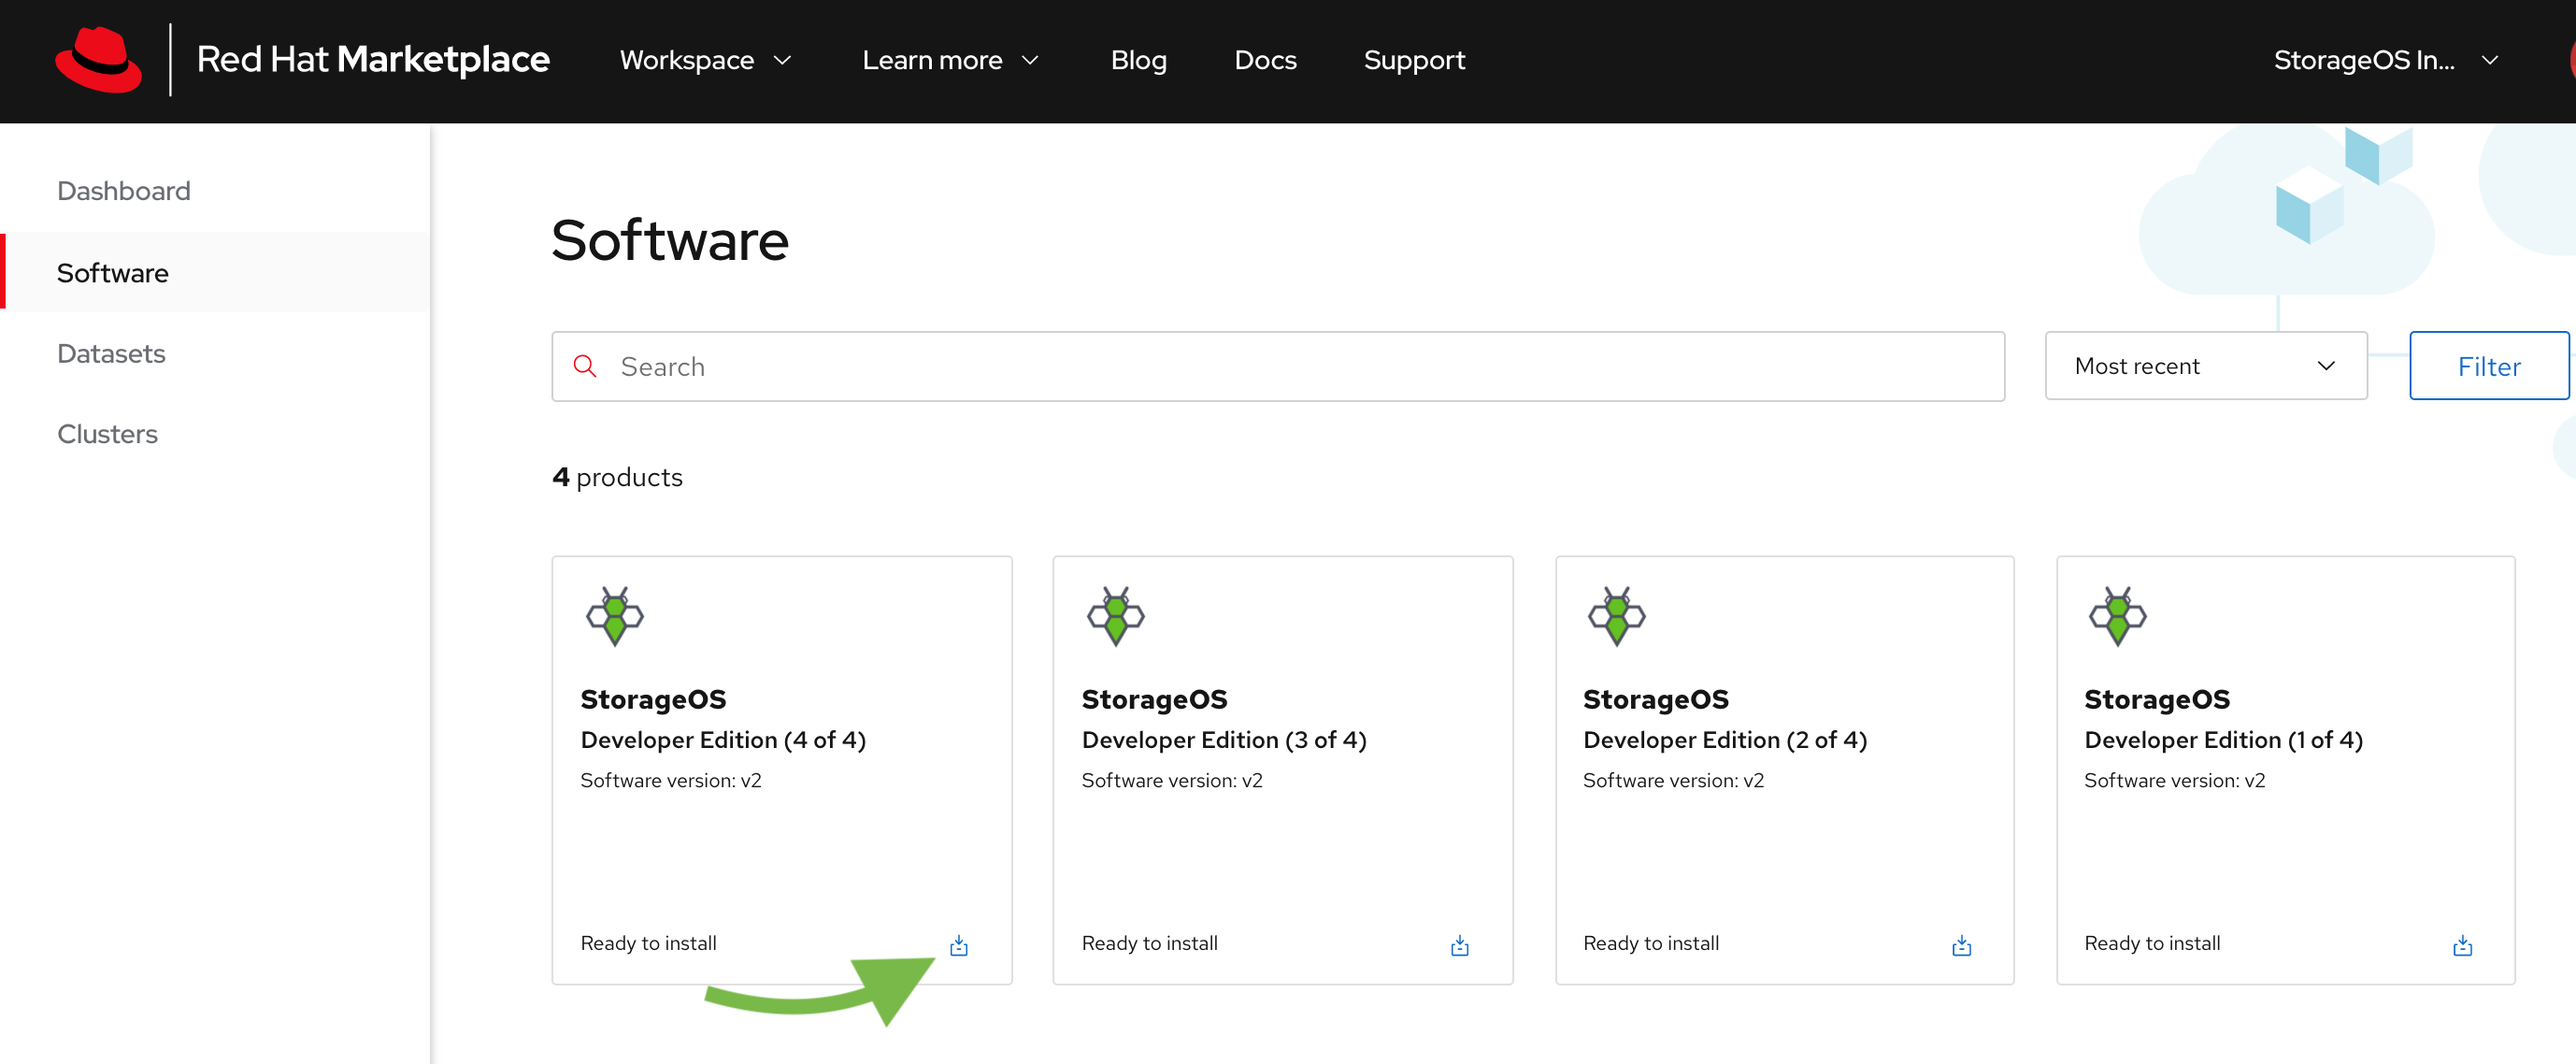 Red Hat Marketplace
Workspace
Learn more
Blog
Docs
Support
StorageOS In...
Dashboard
Software
Datasets
Clusters
Software
Search
Most recent
Filter
4 products
StorageOS
Developer Edition (4 of 4)
Software version: v2
Ready to install
StorageOS
Developer Edition (3 of 4)
Software version: v2
Ready to install
StorageOS
Developer Edition (2 of 4)
Software version: v2
Ready to install
StorageOS
Developer Edition (1 of 4)
Software version: v2
Ready to install